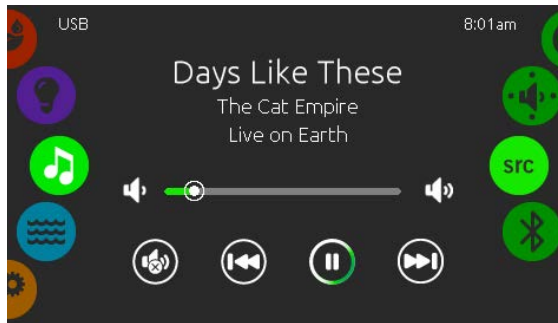 USB
8:01am
Days Like These
The Cat Empire
Live on Earth
src